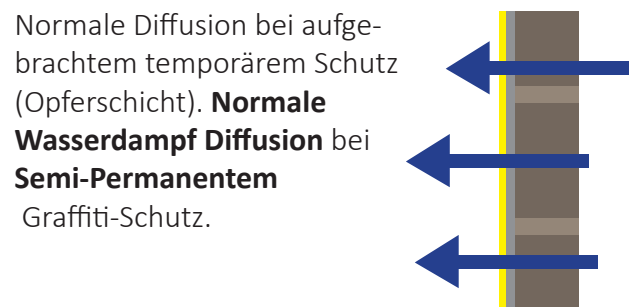 Normale Diffusion bei aufge-
brachtem temporärem Schutz
(Opferschicht). Normale
Wasserdampf Diffusion bei
Semi-Permanentem
Graffiti-Schutz.